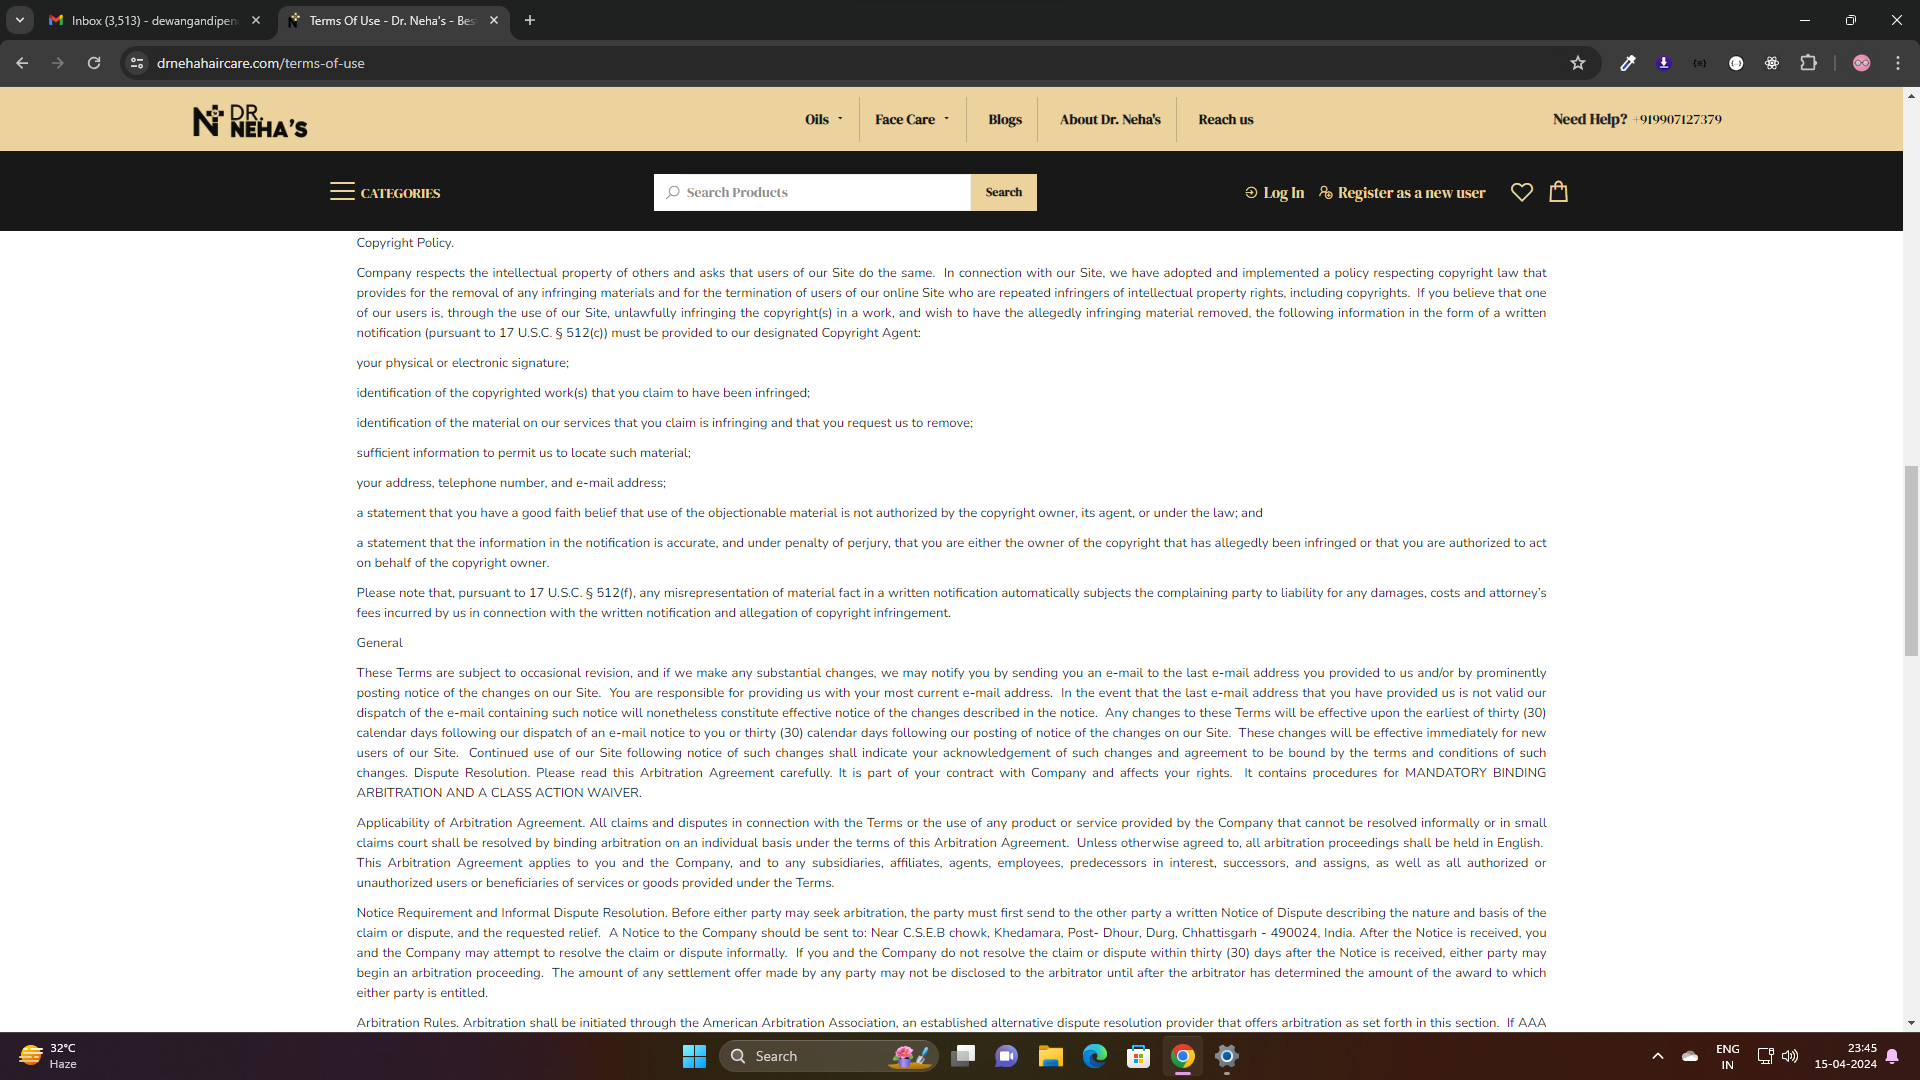 Inbox (3,513) - dewangandipen
Terms Of Use - Dr. Neha's - Bes
drnehahaircare.com/terms-of-use
DR.
NEHA'S
Oils
Face Care
Blogs
About Dr. Neha's
Reach us
Need Help? +919907127379
CATEGORIES
Search Products
Search
Log In
Register as a new user
Copyright Policy.
Company respects the intellectual property of others and asks that users of our Site do the same. In connection with our Site, we have adopted and implemented a policy respecting copyright law that
provides for the removal of any infringing materials and for the termination of users of our online Site who are repeated infringers of intellectual property rights, including copyrights. If you believe that one
of our users is, through the use of our Site, unlawfully infringing the copyright(s) in a work, and wish to have the allegedly infringing material removed, the following information in the form of a written
notification (pursuant to 17 U.S.C. § 512(c)) must be provided to our designated Copyright Agent:
your physical or electronic signature;
identification of the copyrighted work(s) that you claim to have been infringed;
identification of the material on our services that you claim is infringing and that you request us to remove;
sufficient information to permit us to locate such material;
your address, telephone number, and e-mail address;
a statement that you have a good faith belief that use of the objectionable material is not authorized by the copyright owner, its agent, or under the law; and
a statement that the information in the notification is accurate, and under penalty of perjury, that you are either the owner of the copyright that has allegedly been infringed or that you are authorized to act
on behalf of the copyright owner.
Please note that, pursuant to 17 U.S.C. § 512(f), any misrepresentation of material fact in a written notification automatically subjects the complaining party to liability for any damages, costs and attorney's
fees incurred by us in connection with the written notification and allegation of copyright infringement.
General
These Terms are subject to occasional revision, and if we make any substantial changes, we may notify you by sending you an e-mail to the last e-mail address you provided to us and/or by prominently
posting notice of the changes on our Site. You are responsible for providing us with your most current e-mail address. In the event that the last e-mail address that you have provided us is not valid our
dispatch of the e-mail containing such notice will nonetheless constitute effective notice of the changes described in the notice. Any changes to these Terms will be effective upon the earliest of thirty (30)
calendar days following our dispatch of an e-mail notice to you or thirty (30) calendar days following our posting of notice of the changes on our Site. These changes will be effective immediately for new
users of our Site. Continued use of our Site following notice of such changes shall indicate your acknowledgement of such changes and agreement to be bound by the terms and conditions of such
changes. Dispute Resolution. Please read this Arbitration Agreement carefully. It is part of your contract with Company and affects your rights. It contains procedures for MANDATORY BINDING
ARBITRATION AND A CLASS ACTION WAIVER.
Applicability of Arbitration Agreement. All claims and disputes in connection with the Terms or the use of any product or service provided by the Company that cannot be resolved informally or in small
claims court shall be resolved by binding arbitration on an individual basis under the terms of this Arbitration Agreement. Unless otherwise agreed to, all arbitration proceedings shall be held in English.
This Arbitration Agreement applies to you and the Company, and to any subsidiaries, affiliates, agents, employees, predecessors in interest, successors, and assigns, as well as all authorized or
unauthorized users or beneficiaries of services or goods provided under the Terms.
Notice Requirement and Informal Dispute Resolution. Before either party may seek arbitration, the party must first send to the other party a written Notice of Dispute describing the nature and basis of the
claim or dispute, and the requested relief. A Notice to the Company should be sent to: Near C.S.E.B chowk, Khedamara, Post- Dhour, Durg, Chhattisgarh - 490024, India. After the Notice is received, you
and the Company may attempt to resolve the claim or dispute informally. If you and the Company do not resolve the claim or dispute within thirty (30) days after the Notice is received, either party may
begin an arbitration proceeding. The amount of any settlement offer made by any party may not be disclosed to the arbitrator until after the arbitrator has determined the amount of the award to which
either party is entitled.
Arbitration Rules. Arbitration shall be initiated through the American Arbitration Association, an established alternative dispute resolution provider that offers arbitration as set forth in this section. If AAA
32°C
Haze
Search
ENG
IN
23:45
15-04-2024